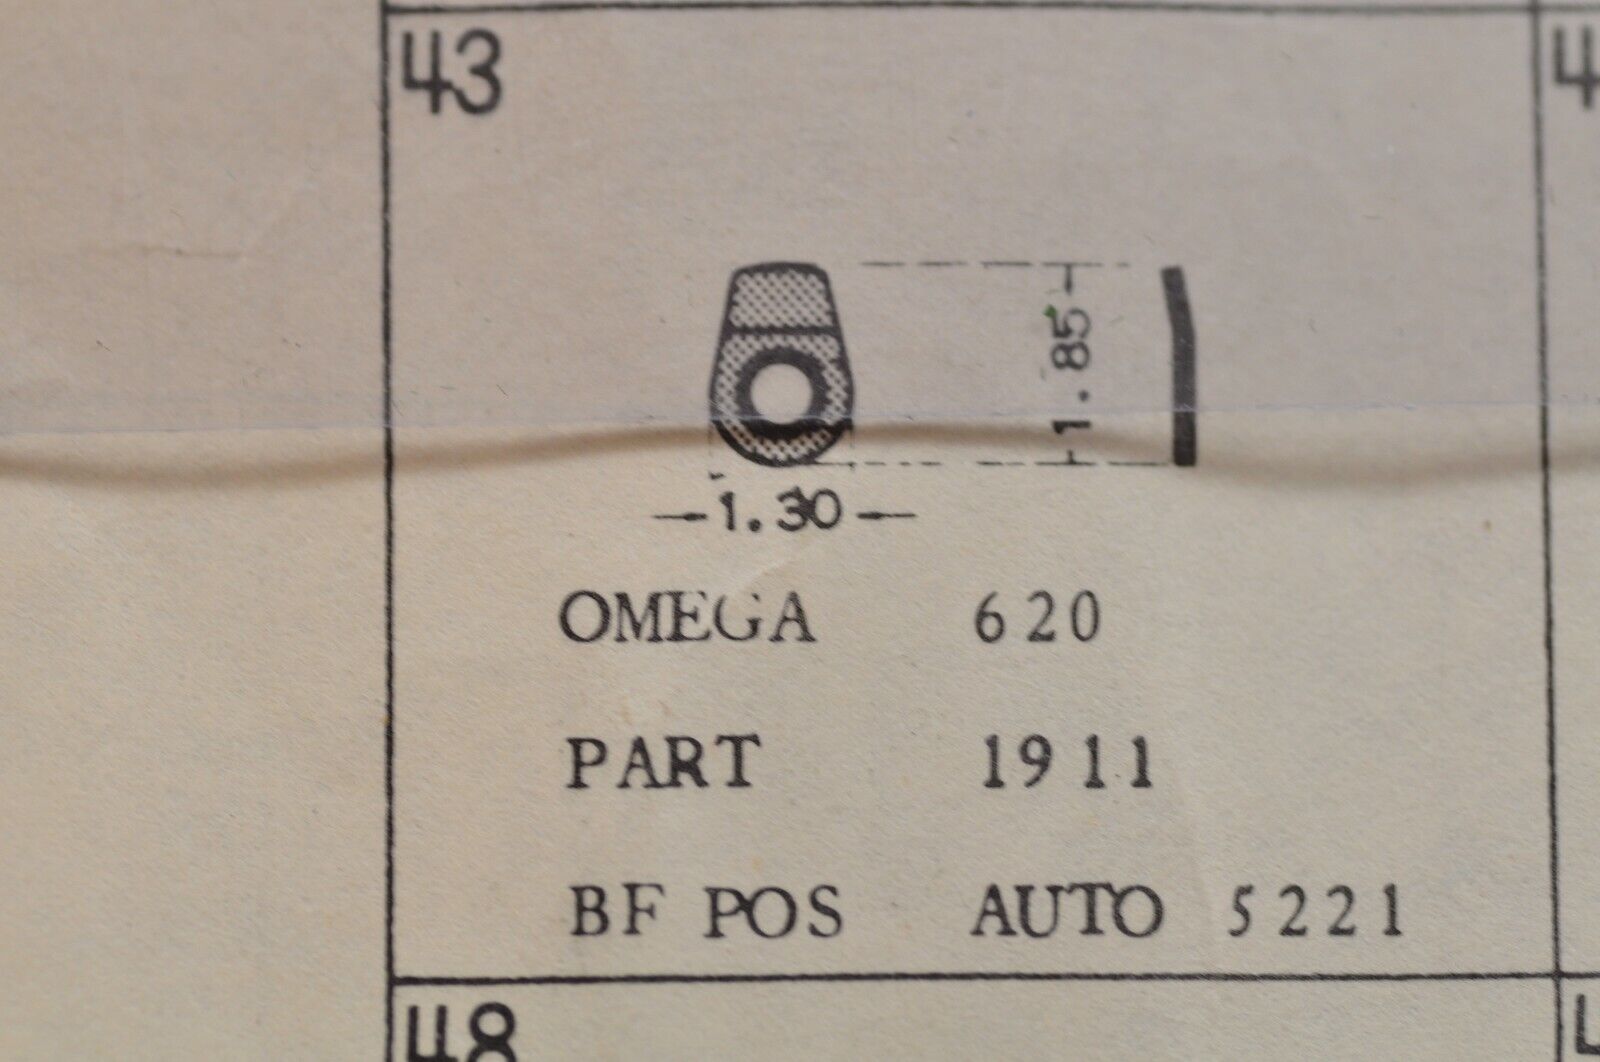 43
1.85
1.30
OMEGA 620
PART 1911
BF POS AUTO 5221
48